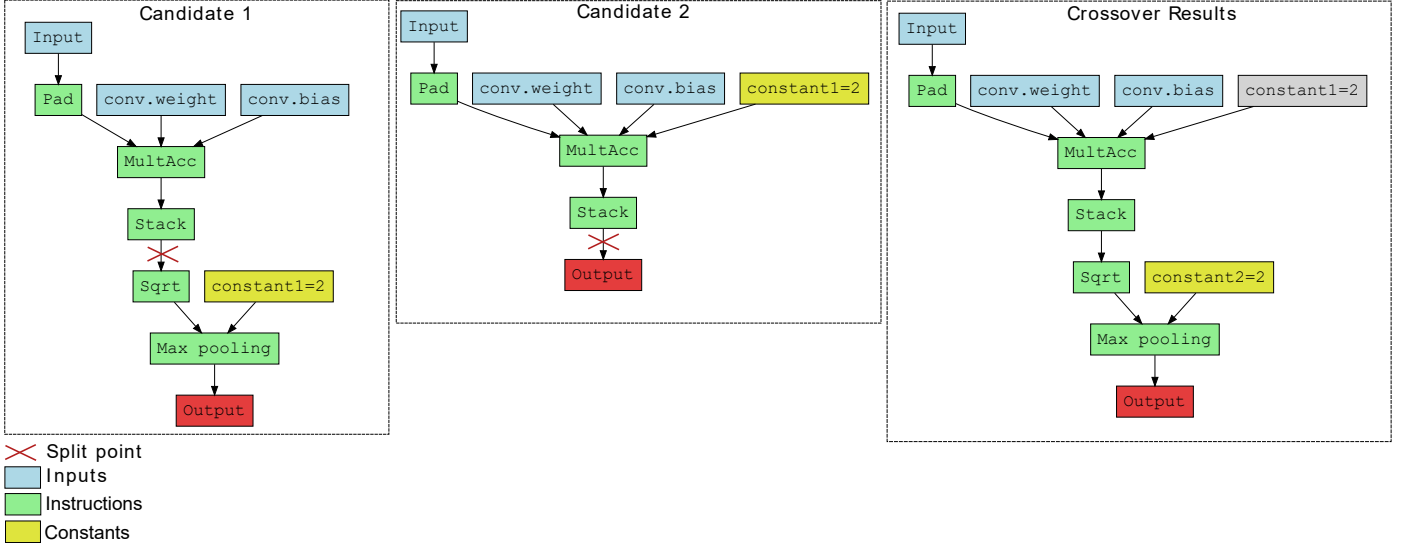 Candidate 1
Input
Pad
conv.weight
conv.bias
MultAcc
Stack
Sqrt
constant1=2
Max pooling
Output
Candidate 2
Input
Pad
conv.weight
conv.bias
constant1=2
MultAcc
Stack
Output
Crossover Results
Input
Pad
conv.weight
conv.bias
constant1=2
MultAcc
Stack
Sqrt
constant2=2
Max pooling
Output
Split point
Inputs
Instructions
Constants